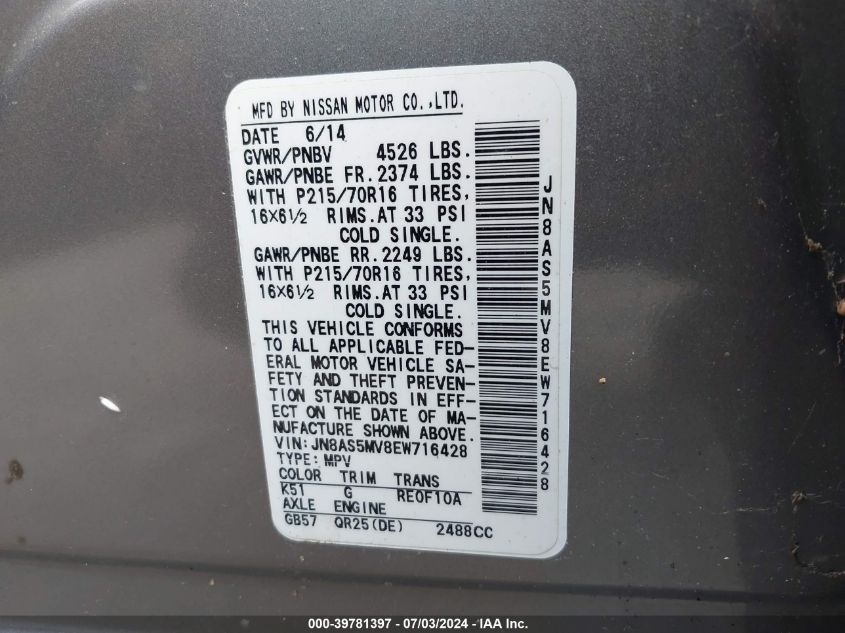 MFD BY NISSAN MOTOR CO.,LTD.
DATE 6/14
GVWR/PNBV 4526 LBS.
GAWR/PNBE FR.2374 LBS.
WITH P215/70R16 TIRES,
16×6½ RIMS.AT 33 PSI
COLD SINGLE.
GAWR/PNBE RR.2249 LBS.
WITH P215/70R16 TIRES,
16×6½ RIMS.AT 33 PSI
COLD SINGLE.
THIS VEHICLE CONFORMS
TO ALL APPLICABLE FED-
ERAL MOTOR VEHICLE SA-
FETY AND THEFT PREVEN-
TION STANDARDS IN EFF-
ECT ON THE DATE OF MA-
NUFACTURE SHOWN ABOVE.
VIN:JN8AS5MV8EW716428
TYPE:MPV
COLOR TRIM TRANS
K51 G RE0F10A
AXLE ENGINE
GB57 QR25(DE) 2488CC
JN8AS5MV8EW716428
000-39781397 - 07/03/2024 - IAA Inc.